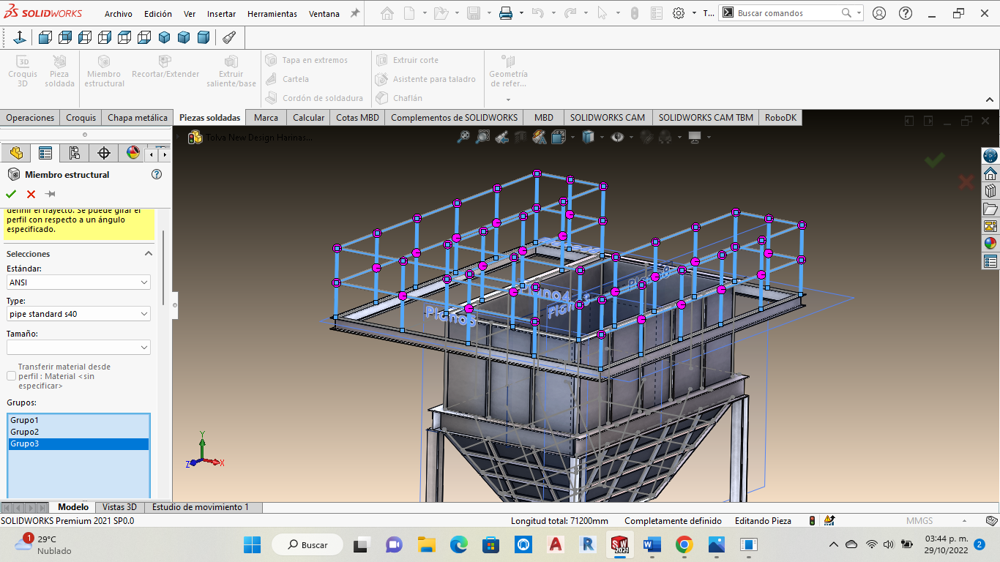 SOLIDWORKS Archivo Edición Ver Insertar Herramientas Ventana T... Buscar comandos
Croquis 3D
Pieza soldada
Miembro estructural
Recortar/Extender
Extruir saliente/base
Tapa en extremos
Cartela
Cordón de soldadura
Extruir corte
Asistente para taladro
Chaflán
Geometría de refer...
Operaciones Croquis Chapa metálica Piezas soldadas Marca Calcular Cotas MBD Complementos de SOLIDWORKS MBD SOLIDWORKS CAM SOLIDWORKS CAM TBM RoboDK
Tolva New Design Hannas...
Miembro estructural
definir el trayecto. Se puede girar el
perfil con respecto a un ángulo
especificado.
Selecciones
Estándar:
ANSI
Type:
pipe standard s40
Tamaño:
Transferir material desde
perfil : Material <sin
especificar>
Grupos:
Grupo1
Grupo2
Grupo3
Plano4
Plano5
Y
Z
X
Modelo Vistas 3D Estudio de movimiento 1
SOLIDWORKS Premium 2021 SP0.0 Longitud total: 71200mm Completamente definido Editando Pieza MMGS
1
29°C
Nublado
Buscar
SW
2021
03:44 p. m.
29/10/2022
2